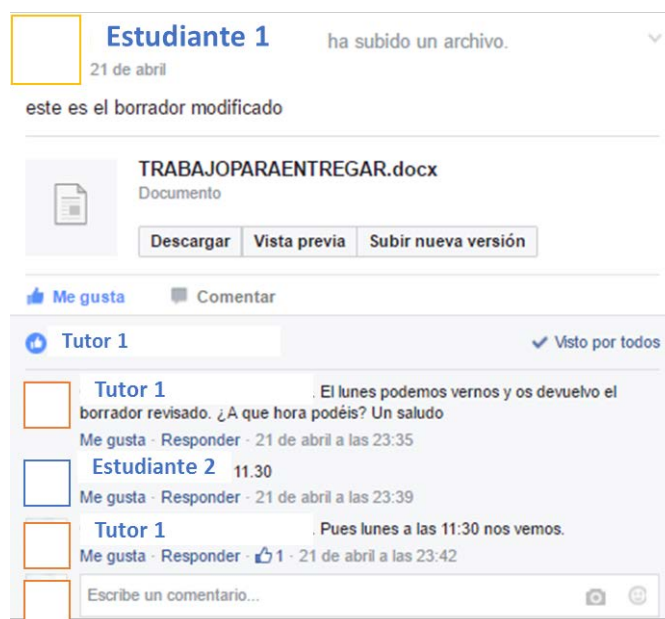 Estudiante 1 ha subido un archivo.
21 de abril
este es el borrador modificado
TRABAJOPARAENTREGAR.docx
Documento
Descargar Vista previa Subir nueva versión
Me gusta Comentar
Tutor 1 Visto por todos
Tutor 1 . El lunes podemos vernos y os devuelvo el
borrador revisado. ¿A que hora podéis? Un saludo
Me gusta · Responder · 21 de abril a las 23:35
Estudiante 2 11.30
Me gusta · Responder · 21 de abril a las 23:39
Tutor 1 . Pues lunes a las 11:30 nos vemos.
Me gusta · Responder · 1 · 21 de abril a las 23:42
Escribe un comentario...